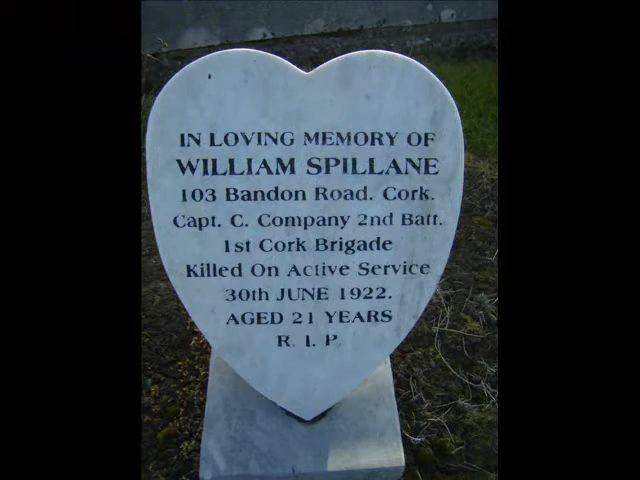 IN LOVING MEMORY OF
WILLIAM SPILLANE
103 Bandon Road. Cork.
Capt. C. Company 2nd Batt.
1st Cork Brigade
Killed On Active Service
30th JUNE 1922.
AGED 21 YEARS
R. I. P.